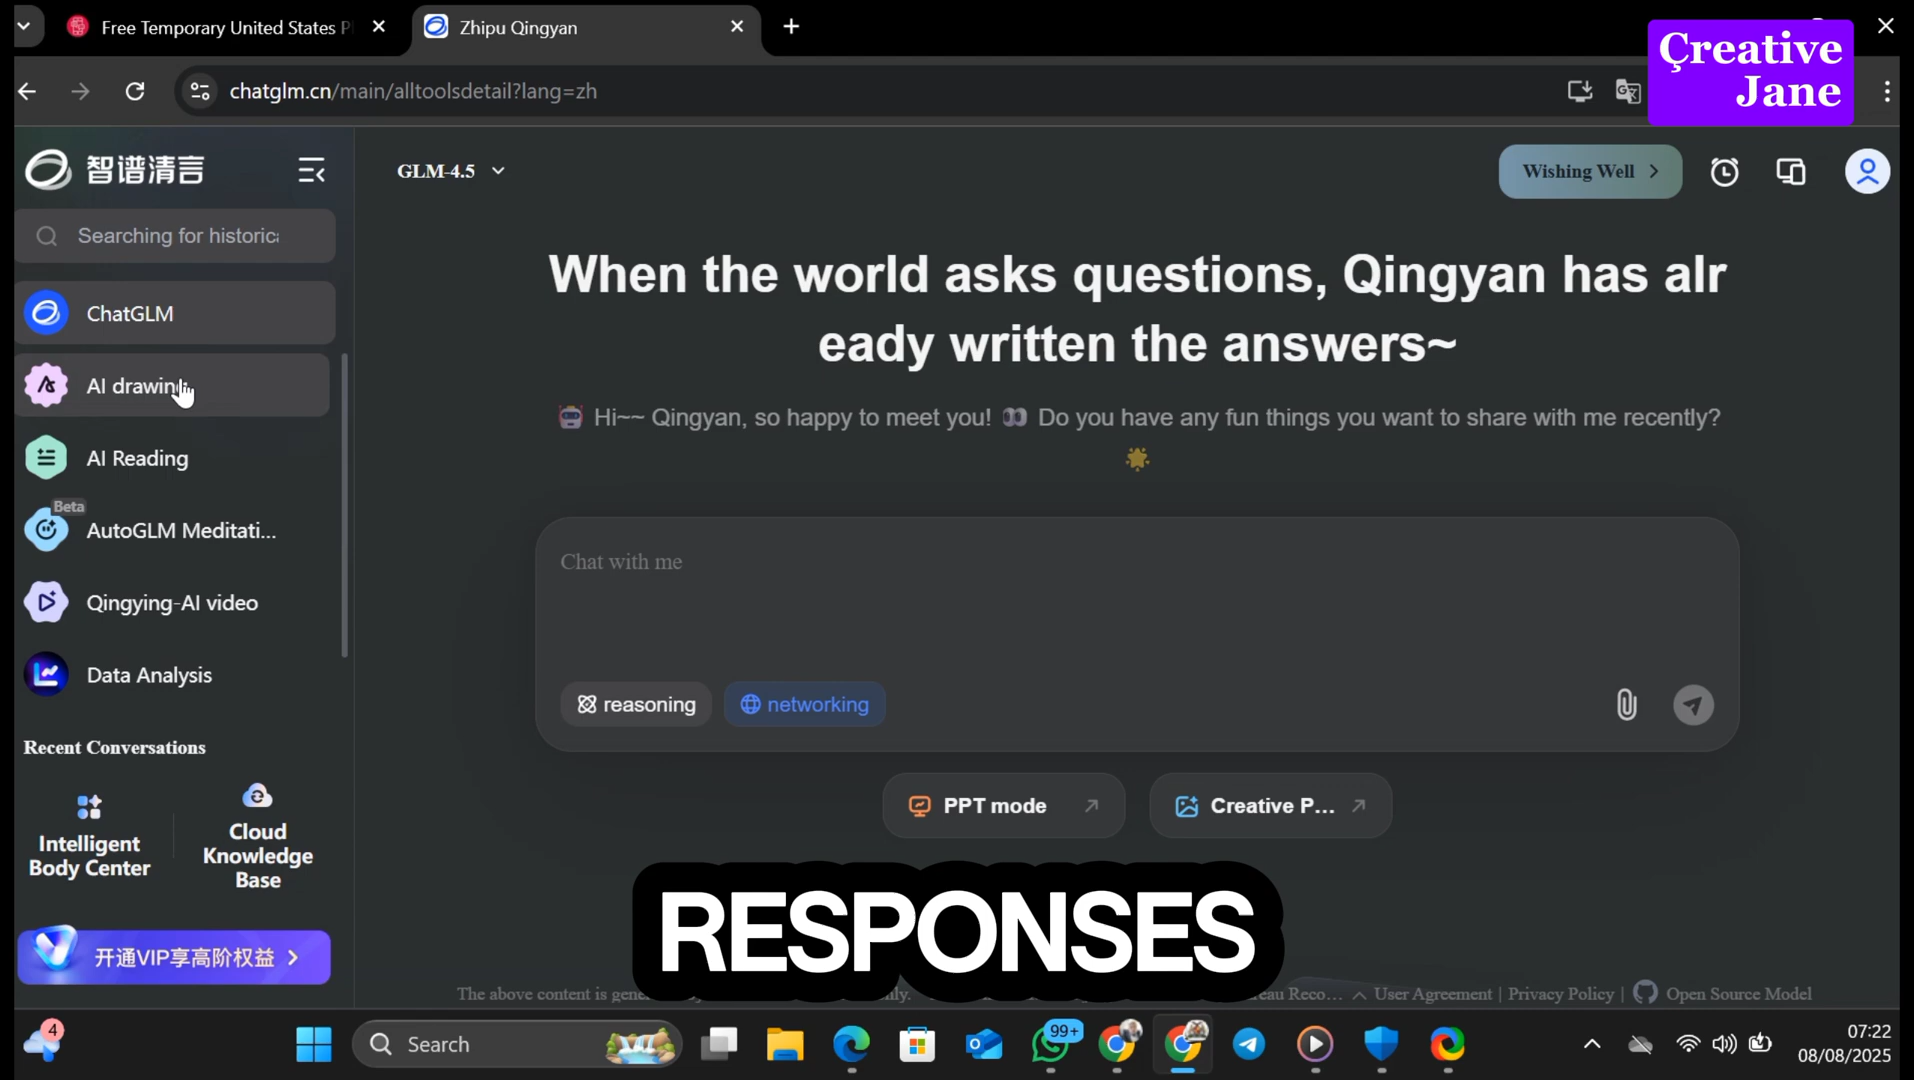 Free Temporary United States P
Zhipu Qingyan
Çreative
Jane
chatglm.cn/main/alltoolsdetail?lang=zh
智谱清言
GLM-4.5
Wishing Well
Searching for historica
When the world asks questions, Qingyan has alr
eady written the answers~
ChatGLM
AI drawing
Hi~~ Qingyan, so happy to meet you! Do you have any fun things you want to share with me recently?
AI Reading
Beta
AutoGLM Meditati...
Chat with me
Qingying-AI video
Data Analysis
reasoning
networking
Recent Conversations
PPT mode
Creative P...
Intelligent
Body Center
Cloud
Knowledge
Base
RESPONSES
开通VIP享高阶权益
The above content is gene
nly.
eau Reco...
User Agreement | Privacy Policy |
Open Source Model
4
Search
99+
07:22
08/08/2025